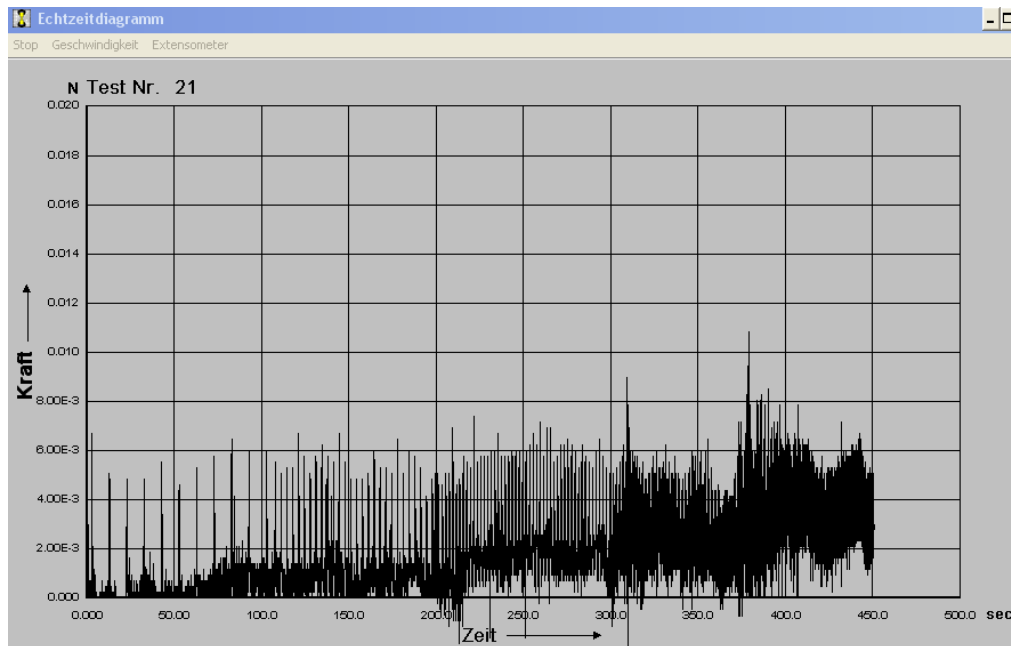 Echtzeitdiagramm
Stop Geschwindigkeit Extensometer
N Test Nr. 21
0.020
0.018
0.016
0.014
0.012
0.010
8.00E-3
6.00E-3
4.00E-3
2.00E-3
0.000
Kraft
0.000 50.00 100.0 150.0 200.0 250.0 300.0 350.0 400.0 450.0 500.0 sec
Zeit